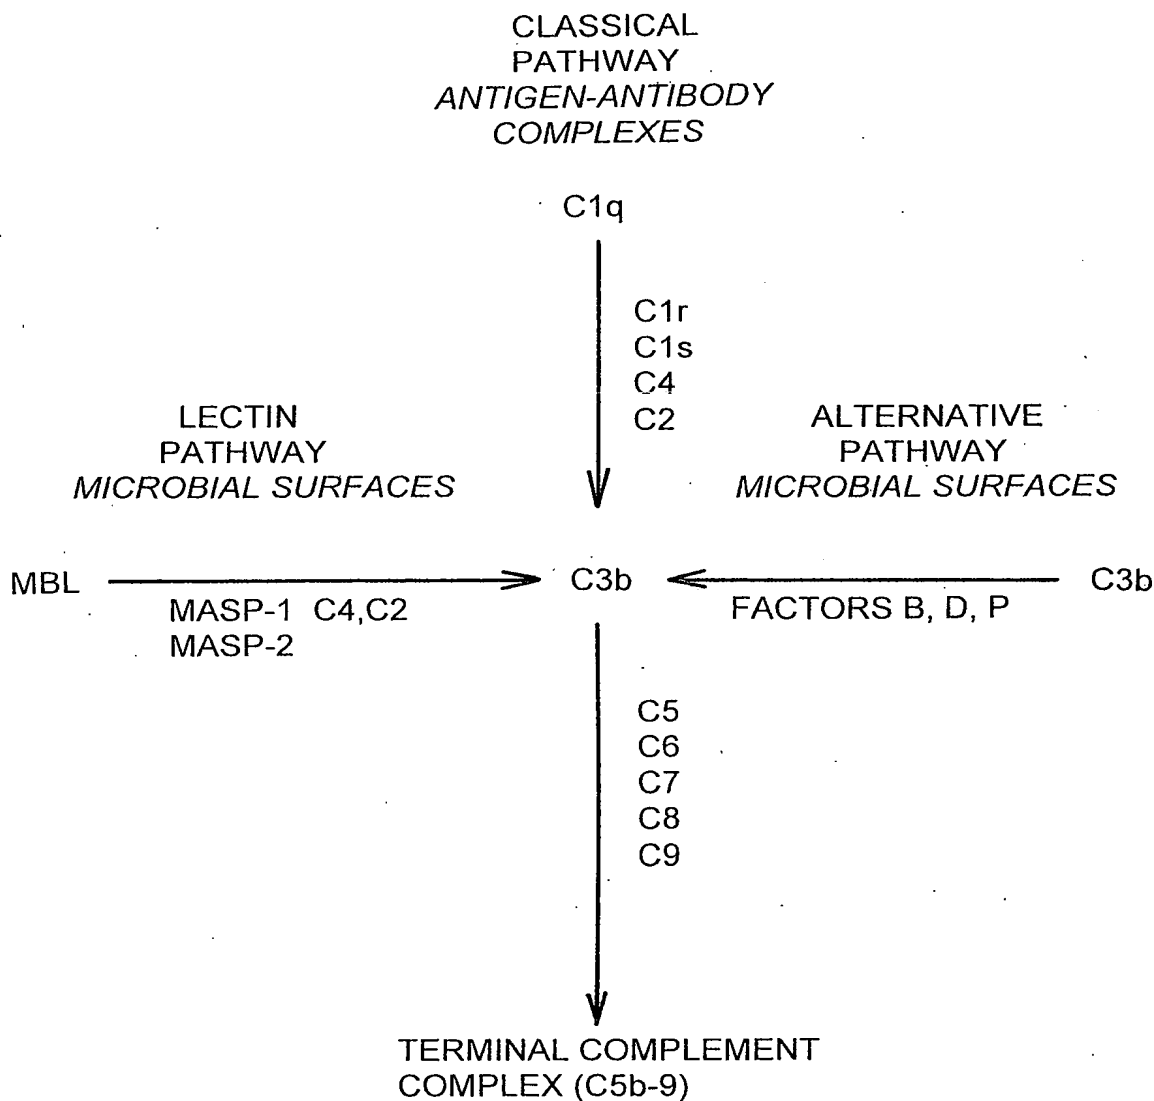 CLASSICAL
PATHWAY
ANTIGEN-ANTIBODY
COMPLEXES
C1q
C1r
C1s
C4
C2
LECTIN
PATHWAY
MICROBIAL SURFACES
ALTERNATIVE
PATHWAY
MICROBIAL SURFACES
MBL
MASP-1 C4,C2
MASP-2
C3b
FACTORS B, D, P
C3b
C5
C6
C7
C8
C9
TERMINAL COMPLEMENT
COMPLEX (C5b-9)